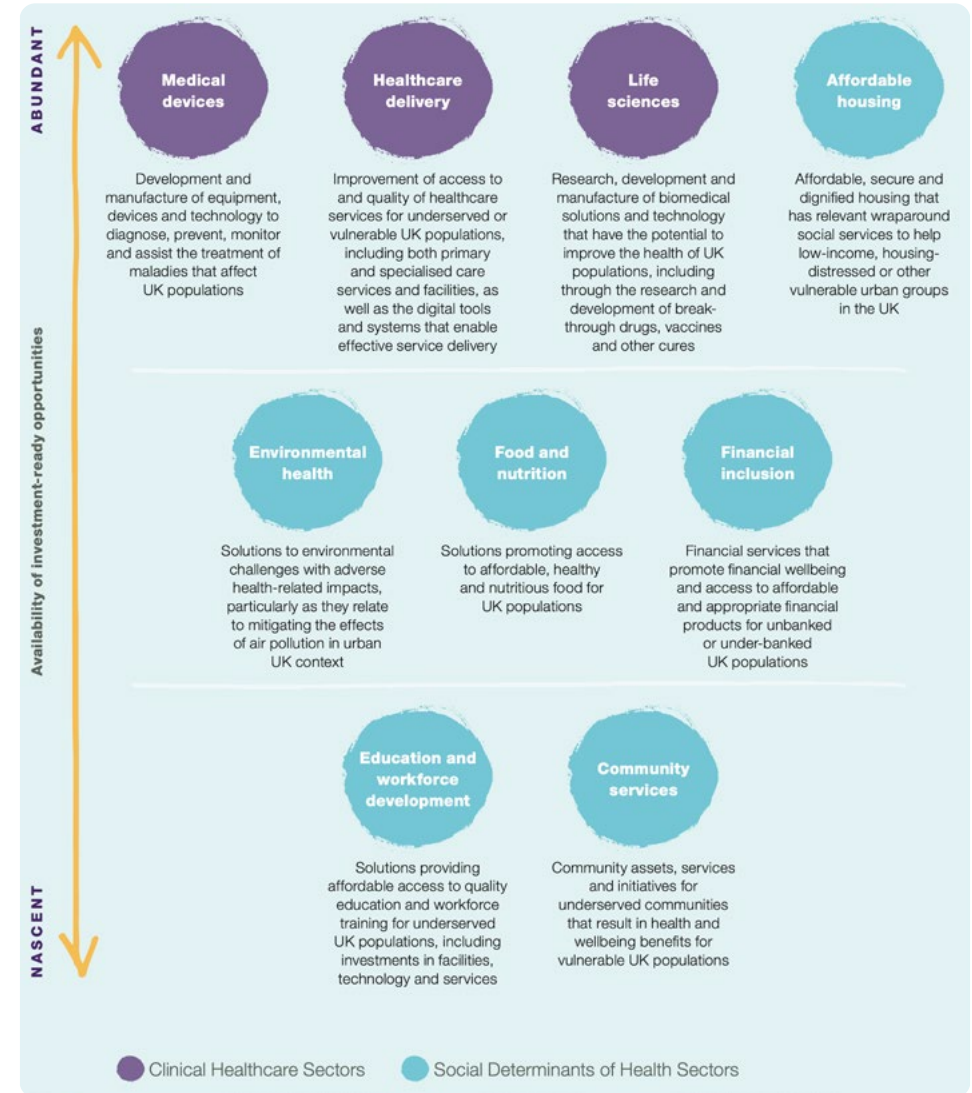 ABUNDANT
Medical
devices
Development and
manufacture of equipment,
devices and technology to
diagnose, prevent, monitor
and assist the treatment of
maladies that affect
UK populations
Healthcare
delivery
Improvement of access to
and quality of healthcare
services for underserved or
vulnerable UK populations,
including both primary
and specialised care
services and facilities, as
well as the digital tools
and systems that enable
effective service delivery
Life
sciences
Research, development and
manufacture of biomedical
solutions and technology
that have the potential to
improve the health of UK
populations, including
through the research and
development of break-
through drugs, vaccines
and other cures
Affordable
housing
Affordable, secure and
dignified housing that
has relevant wraparound
social services to help
low-income, housing-
distressed or other
vulnerable urban groups
in the UK
Availability of investment-ready opportunities
Environmental
health
Solutions to environmental
challenges with adverse
health-related impacts,
particularly as they relate
to mitigating the effects
of air pollution in urban
UK context
Food and
nutrition
Solutions promoting access
to affordable, healthy
and nutritious food for
UK populations
Financial
inclusion
Financial services that
promote financial wellbeing
and access to affordable
and appropriate financial
products for unbanked
or under-banked
UK populations
Education and
workforce
development
Solutions providing
affordable access to quality
education and workforce
training for underserved
UK populations, including
investments in facilities,
technology and services
Community
services
Community assets, services
and initiatives for
underserved communities
that result in health and
wellbeing benefits for
vulnerable UK populations
NASCENT
Clinical Healthcare Sectors
Social Determinants of Health Sectors